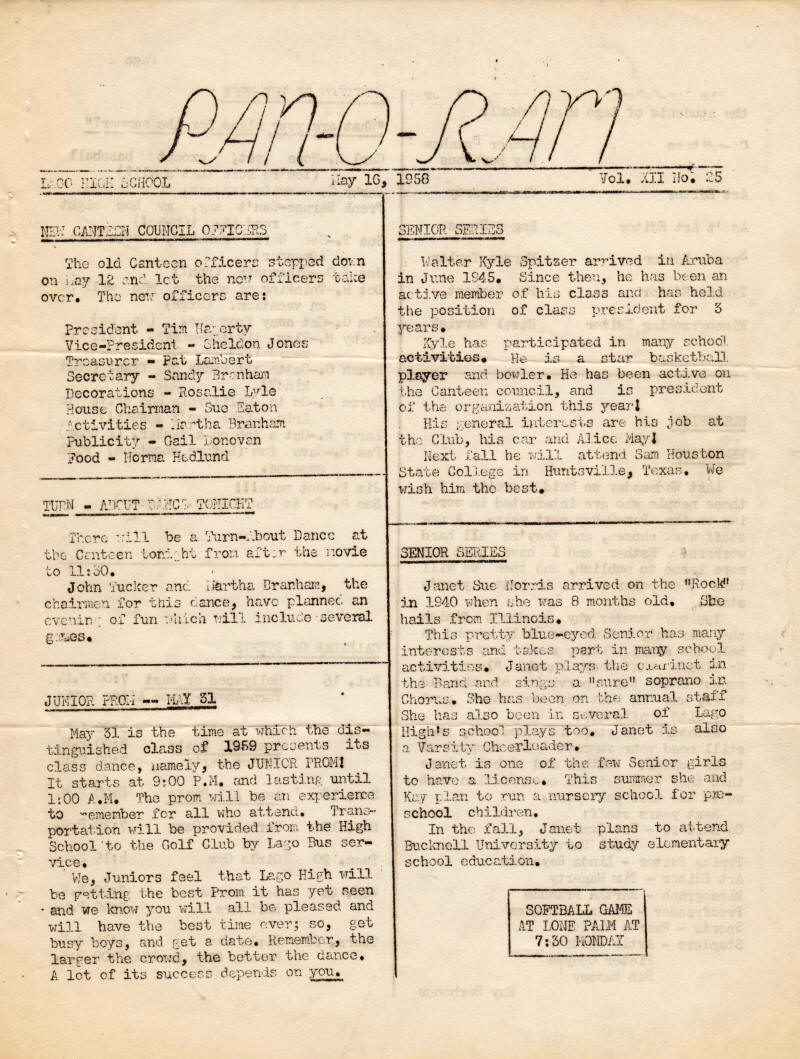 PAN-O-RAM
LAGO HIGH SCHOOL May 16, 1958 Vol. XII No. 25
NEW CANTEEN COUNCIL OFFICERS
The old Canteen officers stepped down
on May 12 and let the new officers take
over. The new officers are:
President - Tim Hagerty
Vice-President - Sheldon Jones
Treasurer - Pat Lambert
Secretary - Sandy Branham
Decorations - Rosalie Lyle
House Chairman - Sue Eaton
Activities - Martha Branham
Publicity - Gail Donovan
Food - Norma Hedlund
TURN - ABOUT DANCE TONIGHT
There will be a Turn-About Dance at
the Canteen tonight from after the movie
to 11:30.
John Tucker and Martha Branham, the
chairmen for this dance, have planned an
evening of fun which will include several
games.
JUNIOR PROM -- MAY 31
May 31 is the time at which the dis-
tinguished class of 1959 presents its
class dance, namely, the JUNIOR PROM!
It starts at 9:00 P.M. and lasting until
1:00 A.M. The prom will be an experience
to remember for all who attend. Trans-
portation will be provided from the High
School to the Golf Club by Lago Bus ser-
vice.
We, Juniors feel that Lago High will
be getting the best Prom it has yet seen
and we know you will all be pleased and
will have the best time ever; so, get
busy boys, and get a date. Remember, the
larger the crowd, the better the dance.
A lot of its success depends on you.
SENIOR SERIES
Walter Kyle Spitzer arrived in Aruba
in June 1945. Since then, he has been an
active member of his class and has held
the position of class president for 3
years.
Kyle has participated in many school
activities. He is a star basketball
player and bowler. He has been active on
the Canteen council, and is president
of the organization this year!
His general interests are his job at
the Club, his car and Alice May!
Next fall he will attend Sam Houston
State College in Huntsville, Texas. We
wish him the best.
SENIOR SERIES
Janet Sue Norris arrived on the "Rock"
in 1940 when she was 8 months old. She
hails from Illinois.
This pretty blue-eyed Senior has many
interests and takes part in many school
activities. Janet plays the clarinet in
the Band and sings a "sure" soprano in
Chorus. She has been on the annual staff
She has also been in several of Lago
High's school plays too. Janet is also
a Varsity Cheerleader.
Janet is one of the few Senior girls
to have a license. This summer she and
Kay plan to run a nursery school for pre-
school children.
In the fall, Janet plans to attend
Bucknell University to study elementary
school education.
SOFTBALL GAME
AT LONE PALM AT
7:30 MONDAY